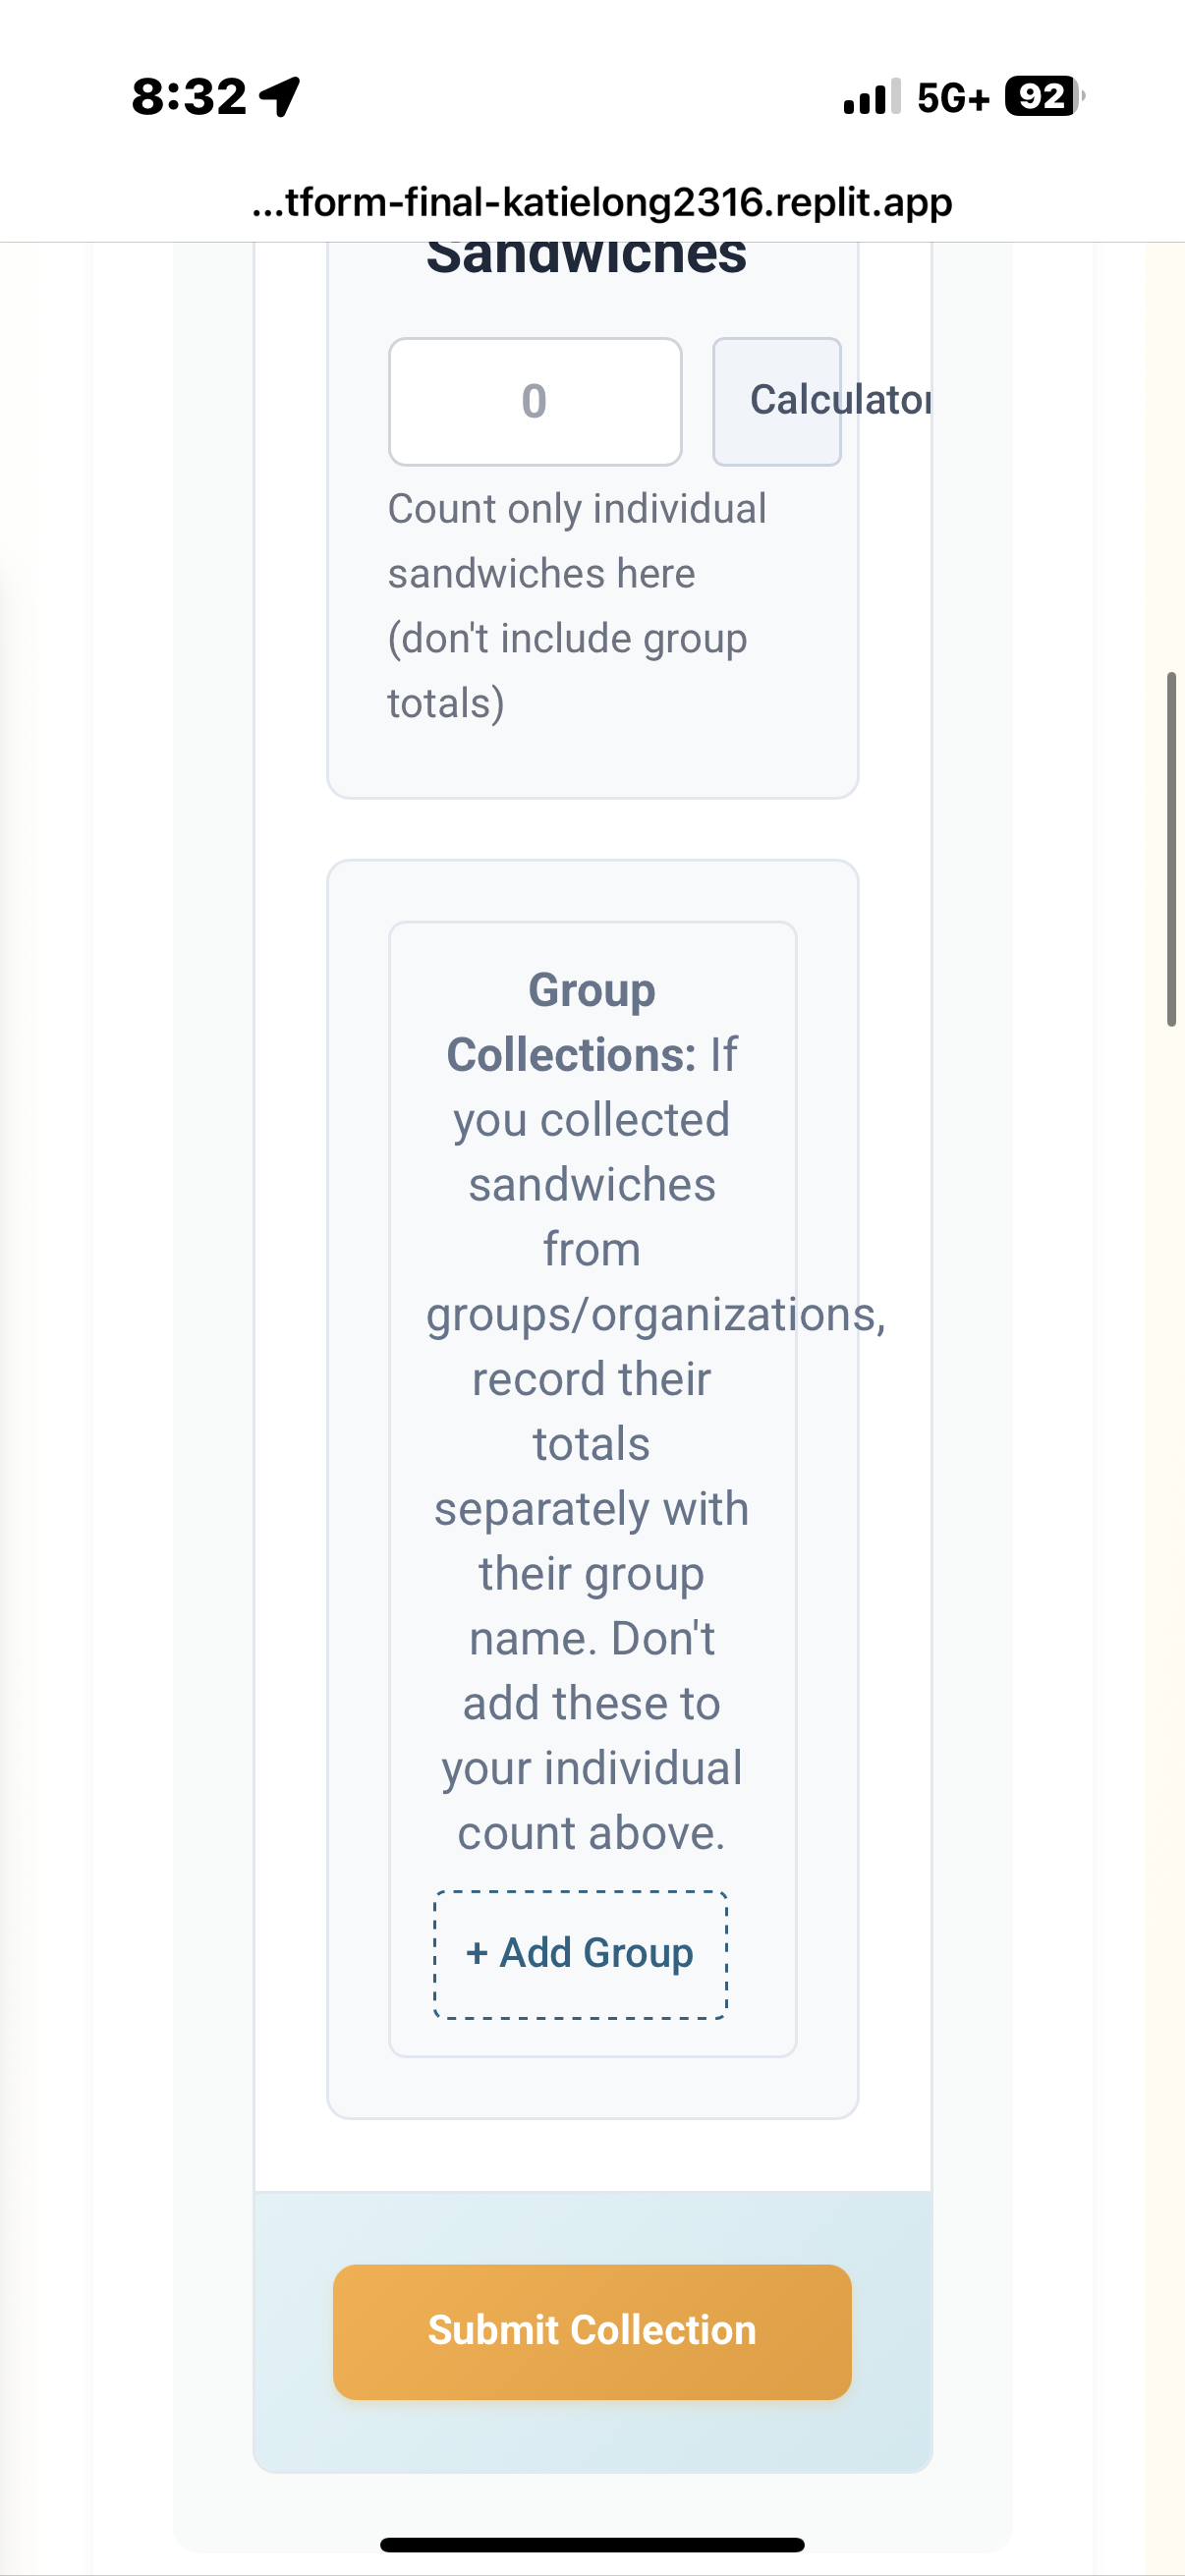 8:32
5G+
92
...tform-final-katielong2316.replit.app
Sandwiches
0
Calculator
Count only individual
sandwiches here
(don't include group
totals)
Group
Collections: If
you collected
sandwiches
from
groups/organizations,
record their
totals
separately with
their group
name. Don't
add these to
your individual
count above.
+ Add Group
Submit Collection